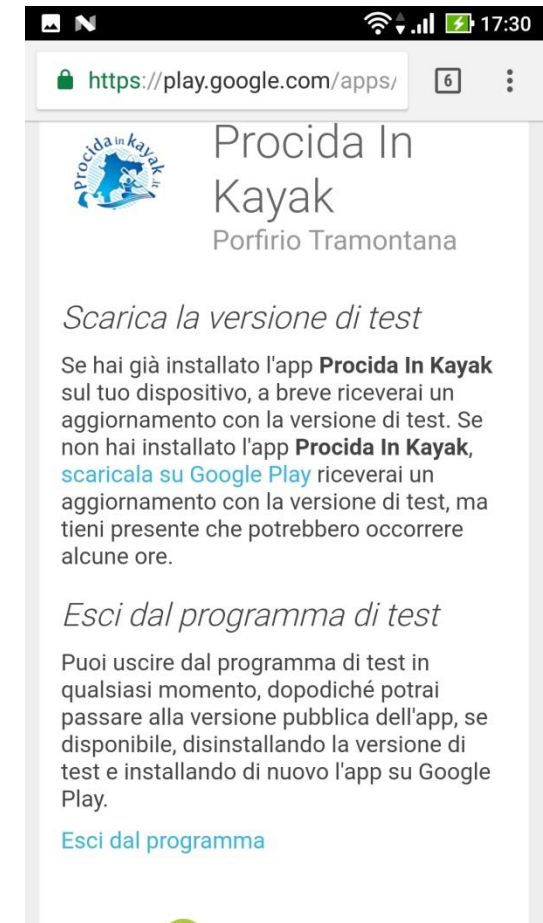 17:30
https://play.google.com/apps/
6
Procida in kayak.it
Procida In
Kayak
Porfirio Tramontana
Scarica la versione di test
Se hai già installato l'app Procida In Kayak
sul tuo dispositivo, a breve riceverai un
aggiornamento con la versione di test. Se
non hai installato l'app Procida In Kayak,
scaricala su Google Play riceverai un
aggiornamento con la versione di test, ma
tieni presente che potrebbero occorrere
alcune ore.
Esci dal programma di test
Puoi uscire dal programma di test in
qualsiasi momento, dopodiché potrai
passare alla versione pubblica dell'app, se
disponibile, disinstallando la versione di
test e installando di nuovo l'app su Google
Play.
Esci dal programma